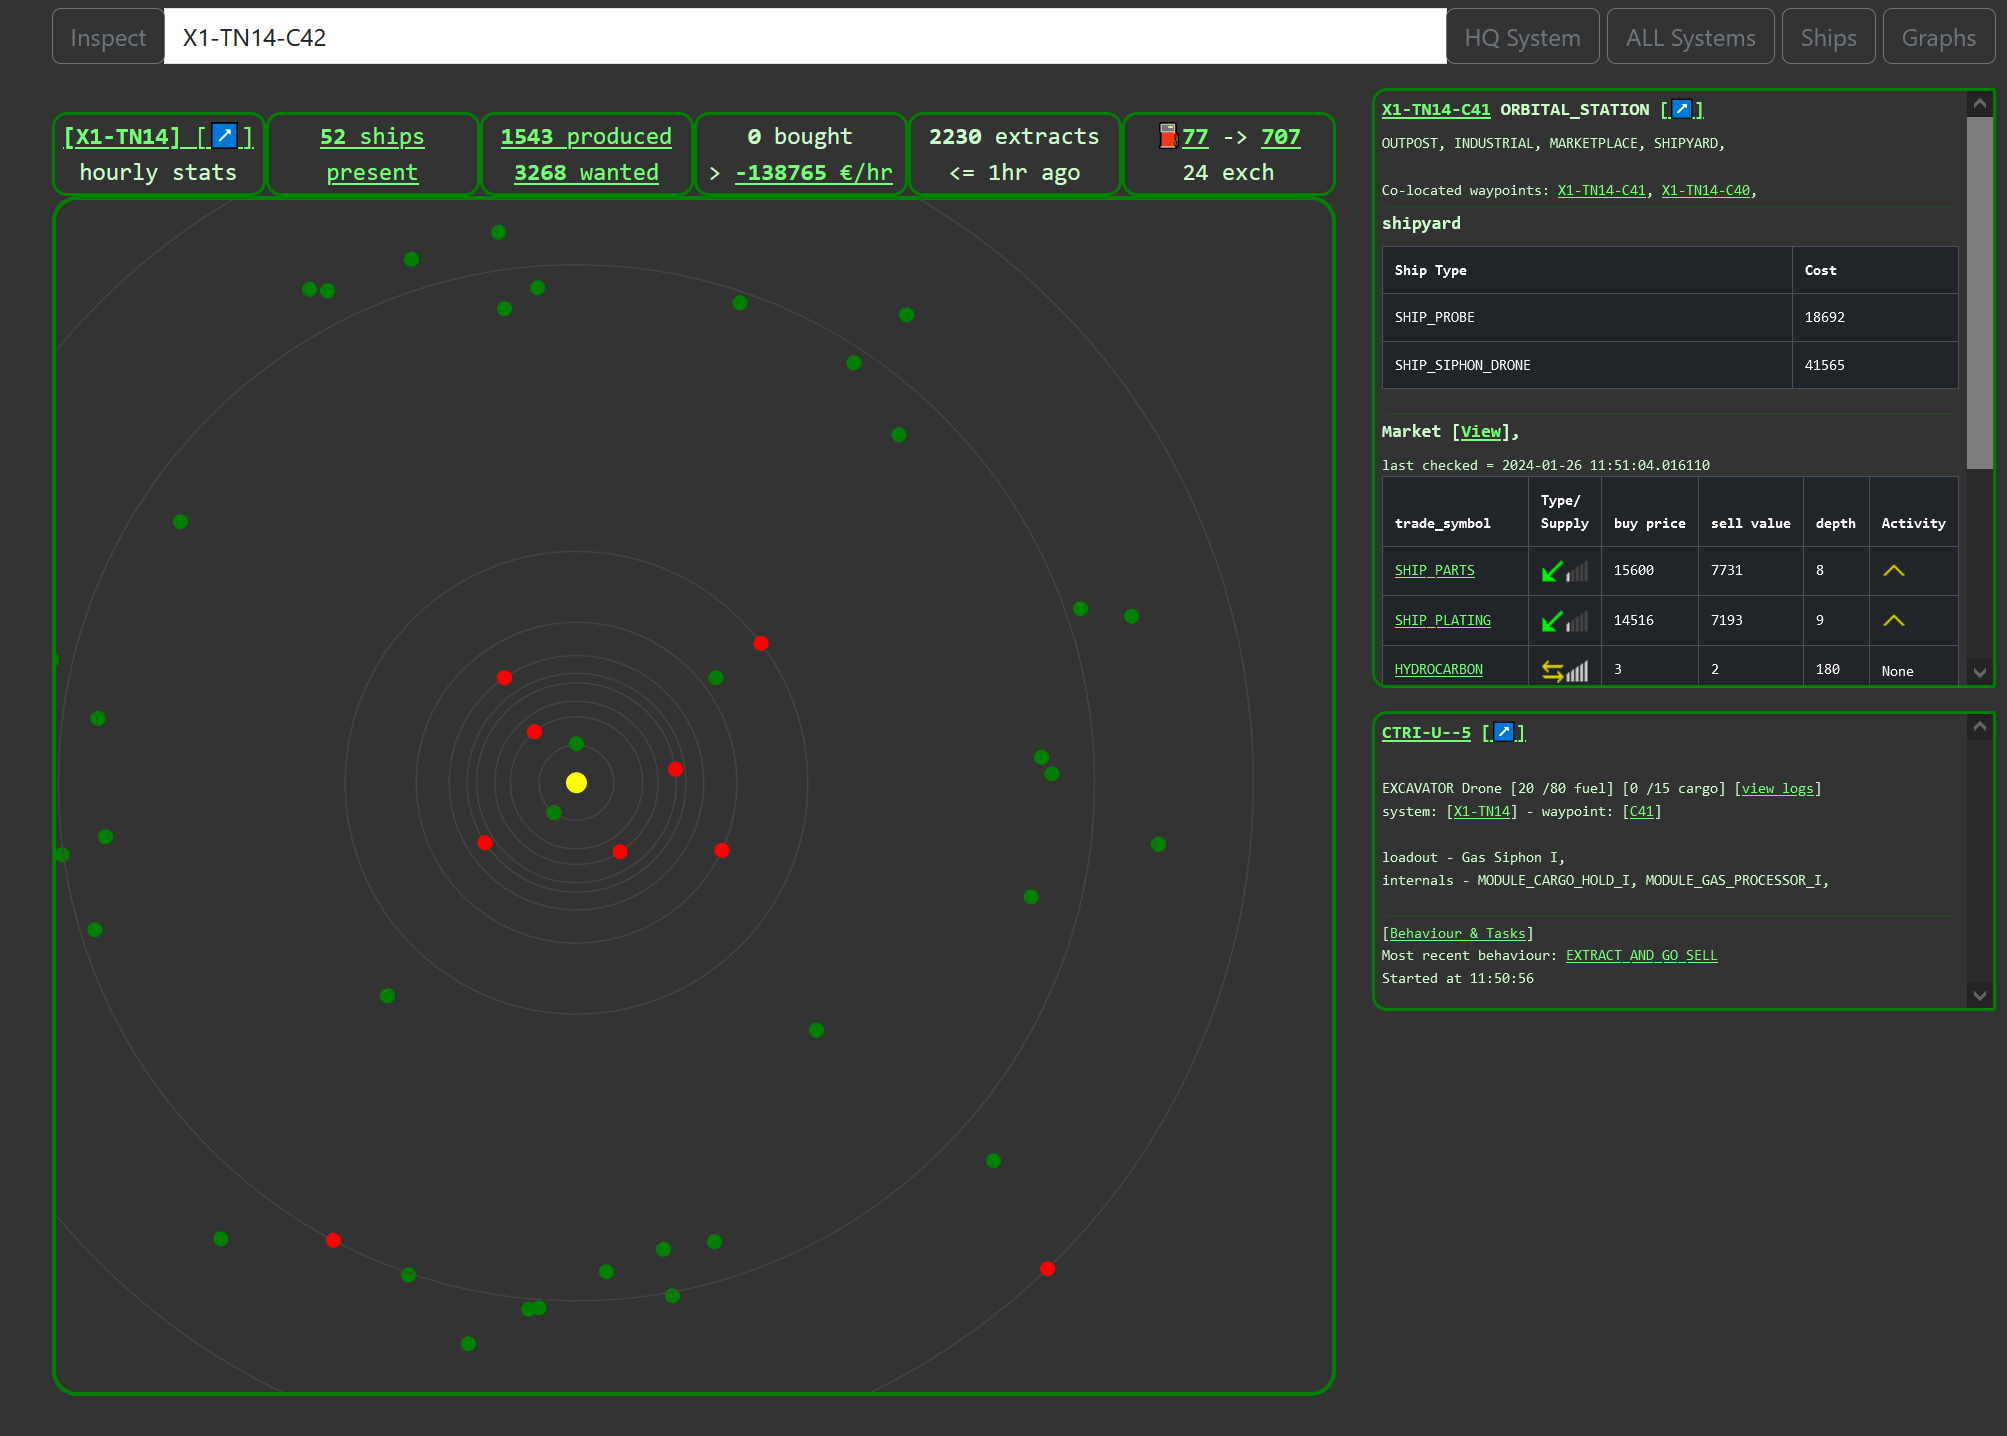 Inspect X1-TN14-C42 HQ System ALL Systems Ships Graphs
[X1-TN14] [↗]
hourly stats
52 ships
present
1543 produced
3268 wanted
0 bought
> -138765 €/hr
2230 extracts
<= 1hr ago
77 -> 707
24 exch
X1-TN14-C41 ORBITAL_STATION [↗]
OUTPOST, INDUSTRIAL, MARKETPLACE, SHIPYARD,
Co-located waypoints: X1-TN14-C41, X1-TN14-C40,
shipyard
Ship Type Cost
SHIP_PROBE 18692
SHIP_SIPHON_DRONE 41565
Market [View],
last checked = 2024-01-26 11:51:04.016110
trade_symbol Type/ Supply buy price sell value depth Activity
SHIP_PARTS 15600 7731 8
SHIP_PLATING 14516 7193 9
HYDROCARBON 3 2 180 None
CTRI-U--5 [↗]
EXCAVATOR Drone [20 /80 fuel] [0 /15 cargo] [view logs]
system: [X1-TN14] - waypoint: [C41]
loadout - Gas Siphon I,
internals - MODULE_CARGO_HOLD_I, MODULE_GAS_PROCESSOR_I,
[Behaviour & Tasks]
Most recent behaviour: EXTRACT_AND_GO_SELL
Started at 11:50:56